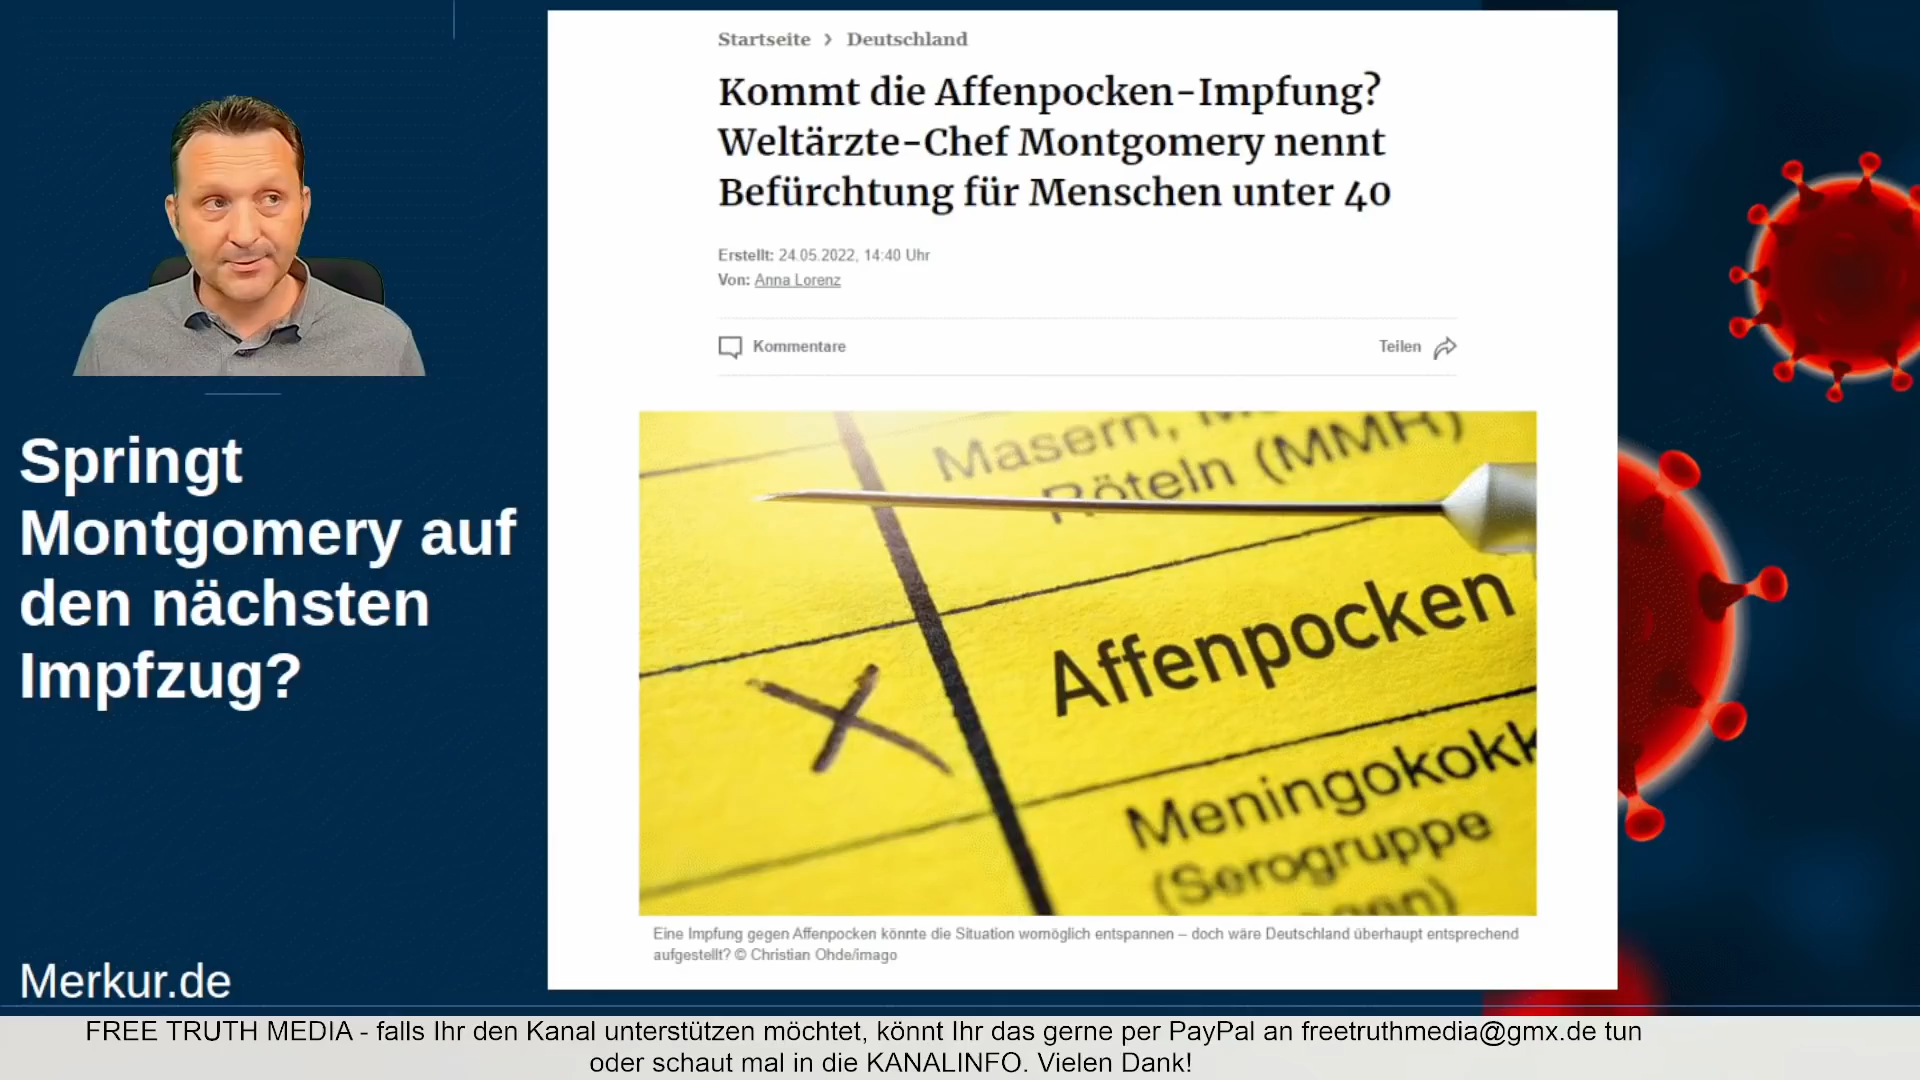 Startseite > Deutschland
Kommt die Affenpocken-Impfung?
Weltärzte-Chef Montgomery nennt
Befürchtung für Menschen unter 40
Erstellt: 24.05.2022, 14:40 Uhr
Von: Anna Lorenz
Kommentare
Teilen
Masern,
Röteln (MMR)
Affenpocken
Meningokokk
(Serogruppe
Eine Impfung gegen Affenpocken könnte die Situation womöglich entspannen – doch wäre Deutschland überhaupt entsprechend
aufgestellt? © Christian Ohde/imago
Springt
Montgomery auf
den nächsten
Impfzug?
Merkur.de
FREE TRUTH MEDIA - falls Ihr den Kanal unterstützen möchtet, könnt Ihr das gerne per PayPal an freetruthmedia@gmx.de tun
oder schaut mal in die KANALINFO. Vielen Dank!